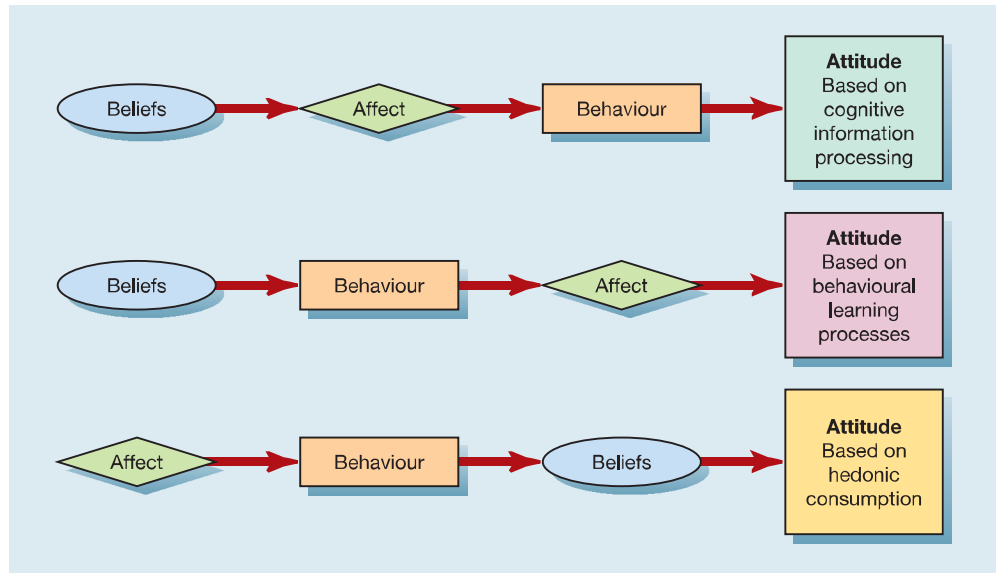 Beliefs
Affect
Behaviour
Attitude
Based on
cognitive
information
processing
Beliefs
Behaviour
Affect
Attitude
Based on
behavioural
learning
processes
Affect
Behaviour
Beliefs
Attitude
Based on
hedonic
consumption